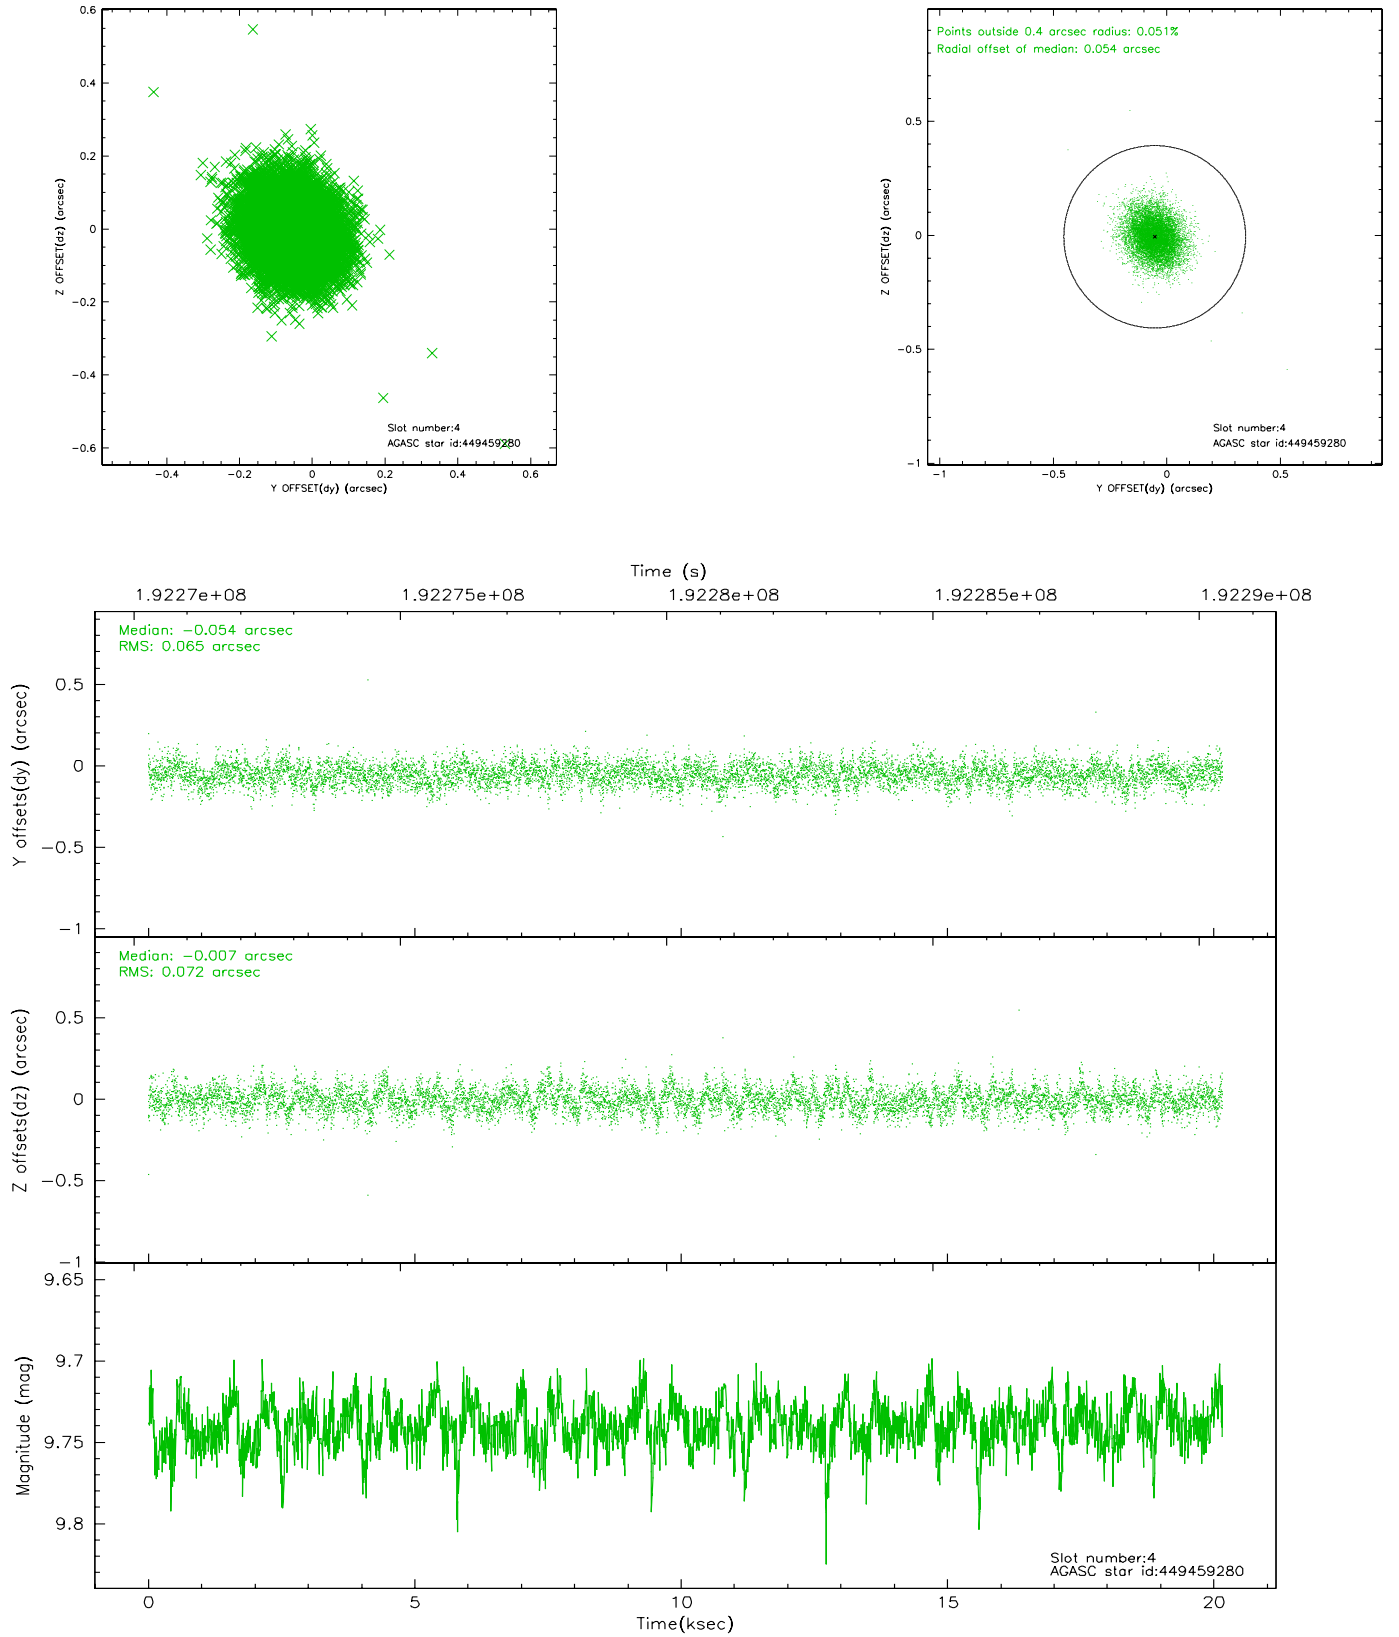 0.6
0.4
0.2
0
−0.2
−0.4
−0.6
Z OFFSET(dz) (arcsec)
−0.4 −0.2 0 0.2 0.4 0.6
Y OFFSET(dy) (arcsec)
Slot number:4
AGASC star id:449459280
Points outside 0.4 arcsec radius: 0.051%
Radial offset of median: 0.054 arcsec
0.5
0
−0.5
−1
Z OFFSET(dz) (arcsec)
−1 −0.5 0 0.5
Y OFFSET(dy) (arcsec)
Slot number:4
AGASC star id:449459280
Time (s)
1.9227e+08 1.92275e+08 1.9228e+08 1.92285e+08 1.9229e+08
Median: −0.054 arcsec
RMS: 0.065 arcsec
0.5
0
−0.5
−1
Y offsets(dy) (arcsec)
Median: −0.007 arcsec
RMS: 0.072 arcsec
0.5
0
−0.5
−1
Z offsets(dz) (arcsec)
9.65
9.7
9.75
9.8
Magnitude (mag)
Slot number:4
AGASC star id:449459280
0 5 10 15 20
Time(ksec)